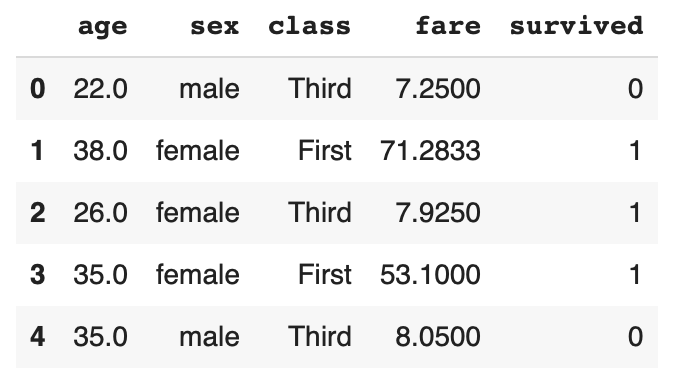 age sex class fare survived
0 22.0 male Third 7.2500 0
1 38.0 female First 71.2833 1
2 26.0 female Third 7.9250 1
3 35.0 female First 53.1000 1
4 35.0 male Third 8.0500 0